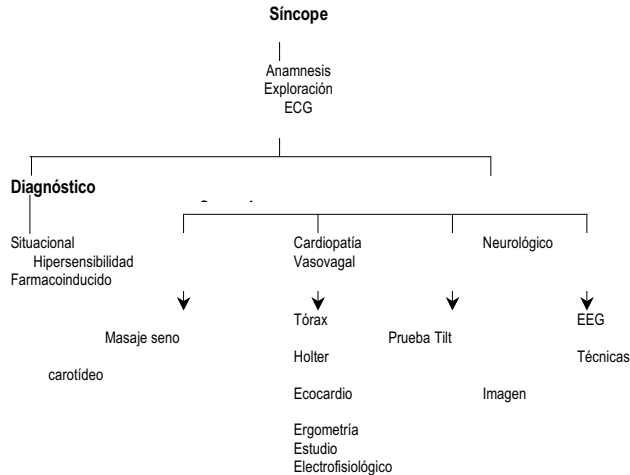 Síncope
Anamnesis
Exploración
ECG
Diagnóstico
Situacional
Cardiopatía
Neurológico
Hipersensibilidad
Vasovagal
Farmacoinducido
Tórax
EEG
Masaje seno
Prueba Tilt
Holter
Técnicas
carotídeo
Ecocardio
Imagen
Ergometría
Estudio
Electrofisiológico